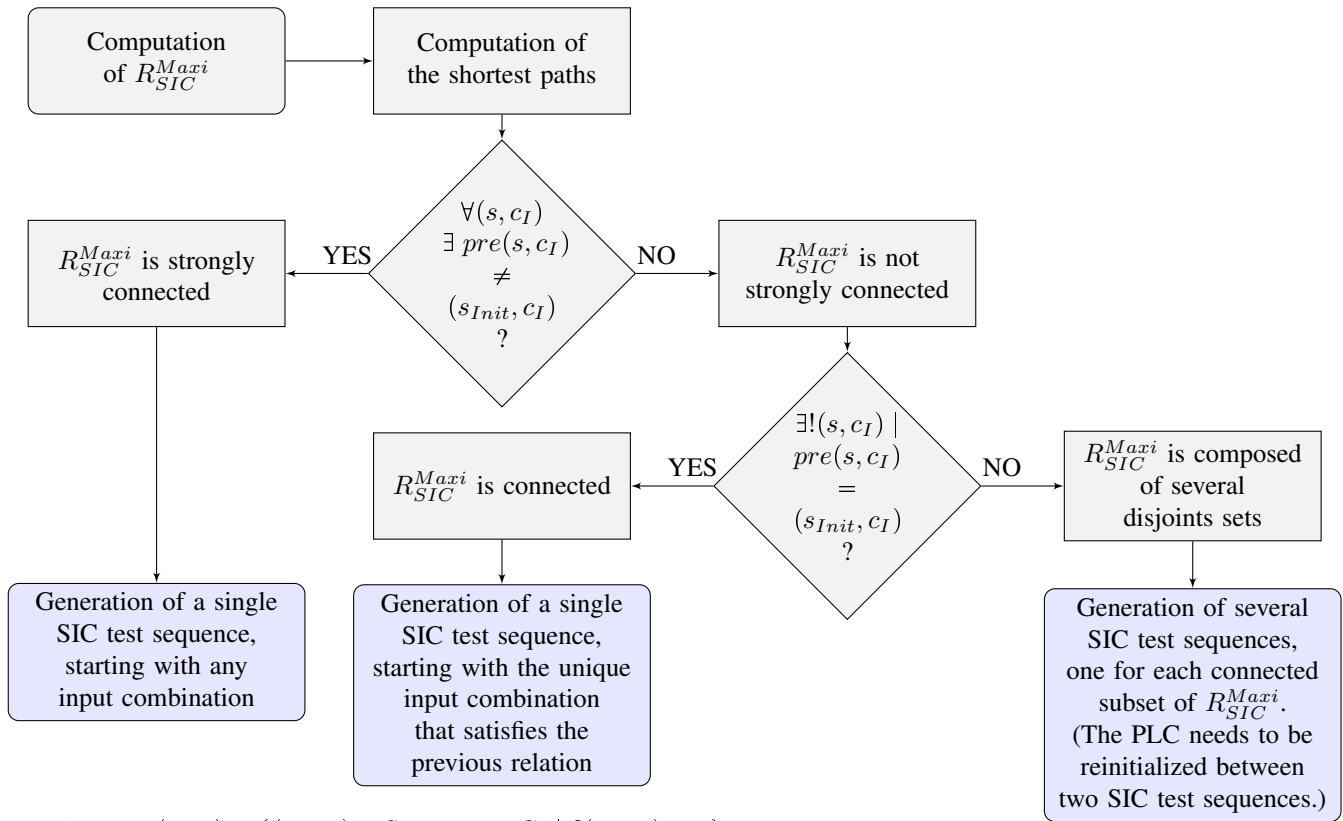 Computation
of $R_{SIC}^{Maxi}$
Computation of
the shortest paths
∀(s, c_I)
∃ pre(s, c_I)
≠
(s_{Init}, c_I)
?
YES
NO
$R_{SIC}^{Maxi}$ is strongly
connected
$R_{SIC}^{Maxi}$ is not
strongly connected
∃!(s, c_I) |
pre(s, c_I)
=
(s_{Init}, c_I)
?
YES
NO
$R_{SIC}^{Maxi}$ is connected
$R_{SIC}^{Maxi}$ is composed
of several
disjoints sets
Generation of a single
SIC test sequence,
starting with any
input combination
Generation of a single
SIC test sequence,
starting with the unique
input combination
that satisfies the
previous relation
Generation of several
SIC test sequences,
one for each connected
subset of $R_{SIC}^{Maxi}$.
(The PLC needs to be
reinitialized between
two SIC test sequences.)